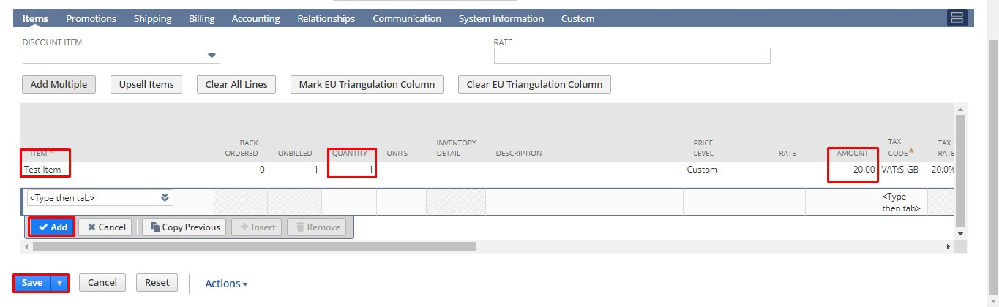 Items Promotions Shipping Billing Accounting Relationships Communication System Information Custom
DISCOUNT ITEM RATE
Add Multiple Upsell Items Clear All Lines Mark EU Triangulation Column Clear EU Triangulation Column
ITEM * BACK ORDERED UNBILLED QUANTITY UNITS INVENTORY DETAIL DESCRIPTION PRICE LEVEL RATE AMOUNT TAX CODE * TAX RATE
Test Item 0 1 1 Custom 20.00 VAT:S-GB 20.0%
<Type then tab> <Type then tab>
Add Cancel Copy Previous Insert Remove
Save Cancel Reset Actions